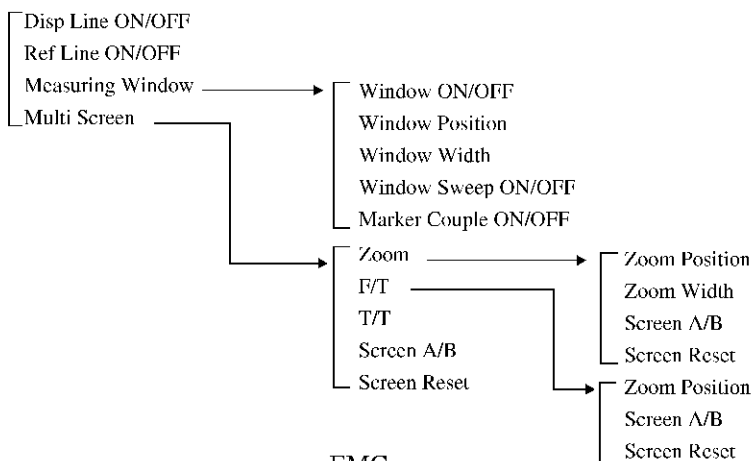 Disp Line ON/OFF
Ref Line ON/OFF
Measuring Window
Multi Screen
Window ON/OFF
Window Position
Window Width
Window Sweep ON/OFF
Marker Couple ON/OFF
Zoom
F/T
T/T
Screen A/B
Screen Reset
Zoom Position
Zoom Width
Screen A/B
Screen Reset
Zoom Position
Screen A/B
Screen Reset
EMC